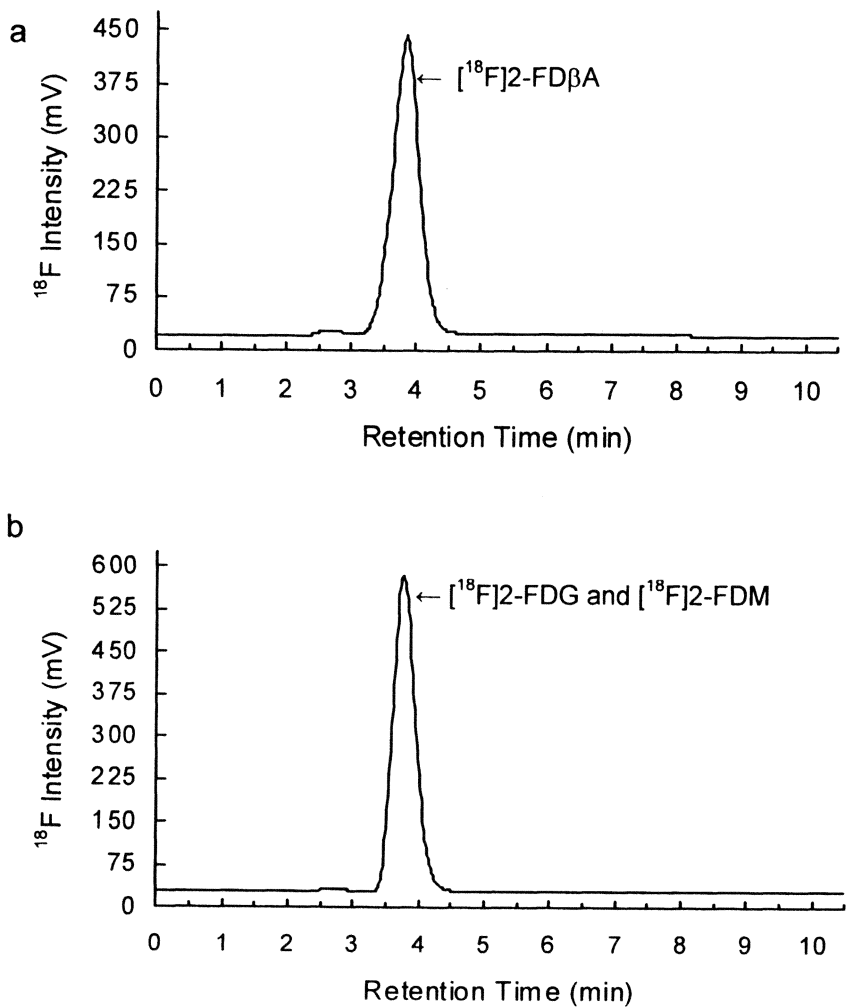 a
450
375
300
225
150
75
0
¹⁸F Intensity (mV)
← [¹⁸F]2-FDβA
0 1 2 3 4 5 6 7 8 9 10
Retention Time (min)
b
600
525
450
375
300
225
150
75
0
¹⁸F Intensity (mV)
← [¹⁸F]2-FDG and [¹⁸F]2-FDM
0 1 2 3 4 5 6 7 8 9 10
Retention Time (min)